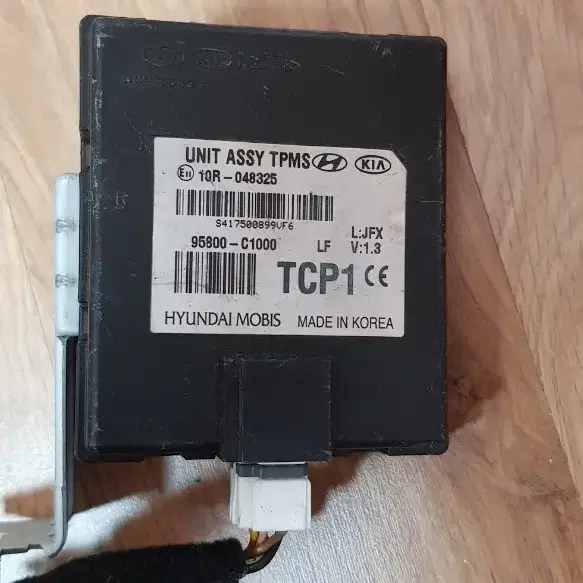 UNIT ASSY TPMS KIA
E11 10R-048325
S417500899VF6
L:JFX
95800-C1000 LF V:1.3
TCP1 CE
HYUNDAI MOBIS MADE IN KOREA